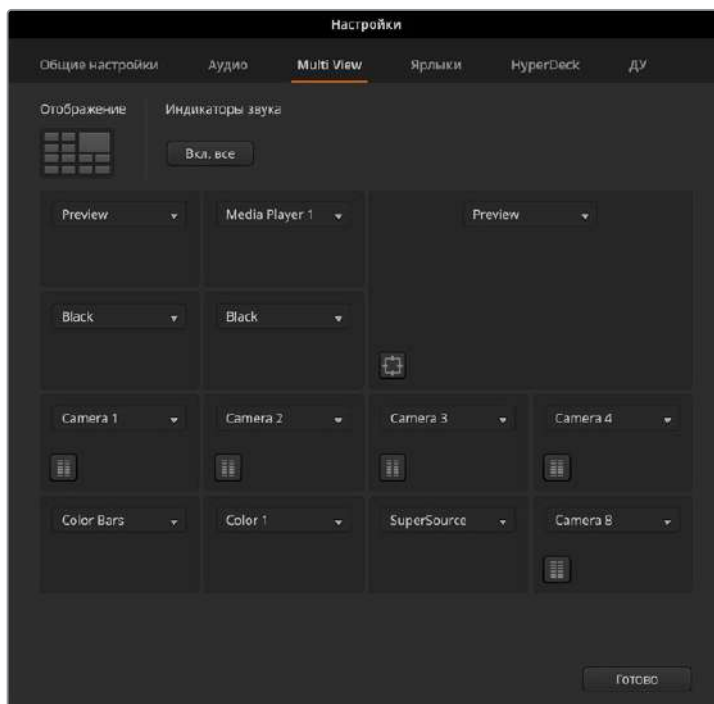 Настройки
Общие настройки Аудио Multi View Ярлыки HyperDeck ДУ
Отображение Индикаторы звука
Вкл. все
Preview Media Player 1 Preview
Black Black
Camera 1 Camera 2 Camera 3 Camera 4
Color Bars Color 1 SuperSource Camera 8
Готово